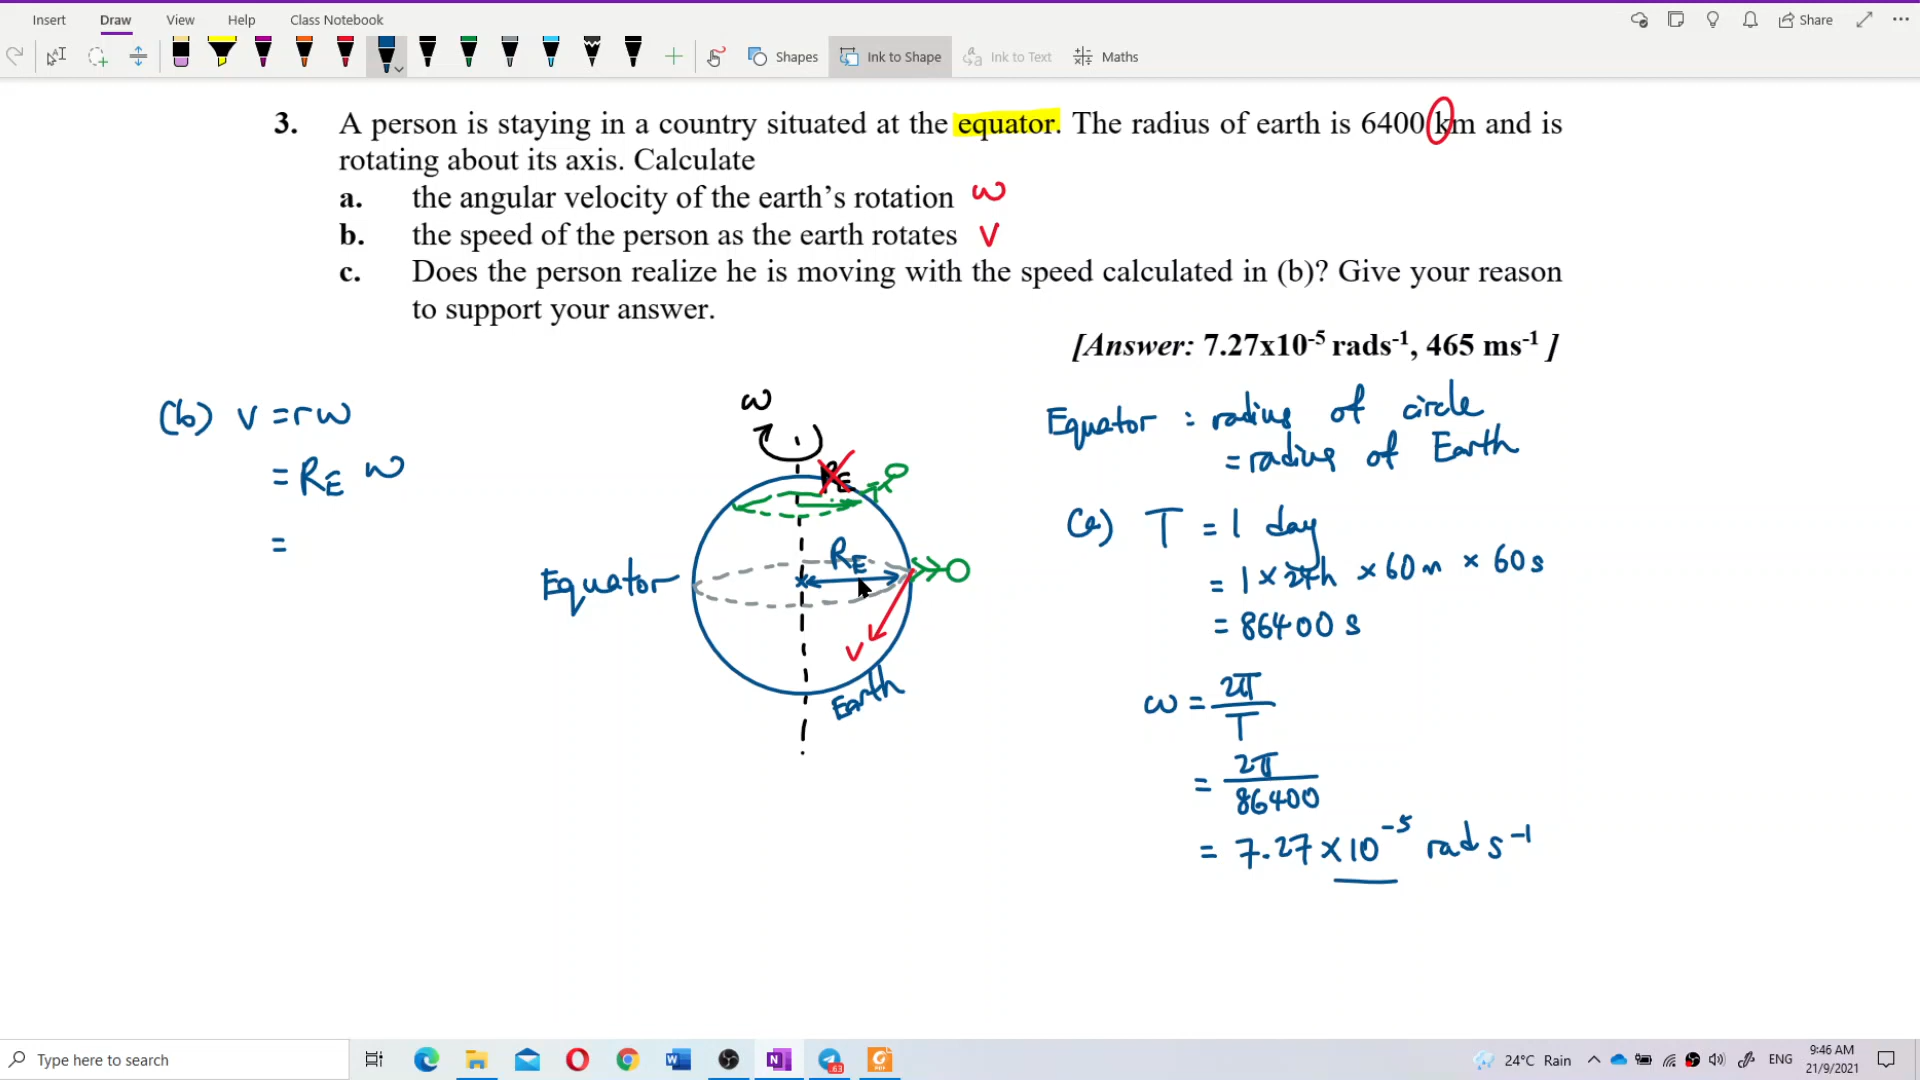 Insert Draw View Help Class Notebook Share
Shapes Ink to Shape Ink to Text Maths
3. A person is staying in a country situated at the equator. The radius of earth is 6400 km and is
rotating about its axis. Calculate
a. the angular velocity of the earth's rotation ω
b. the speed of the person as the earth rotates v
c. Does the person realize he is moving with the speed calculated in (b)? Give your reason
to support your answer.
[Answer: 7.27x10⁻⁵ rads⁻¹, 465 ms⁻¹ ]
(b) v = rω
= R_E ω
=
ω
R_E
R_E
Equator
v
Earth
Equator : radius of circle
= radius of Earth
(a) T = 1 day
= 1 × 24h × 60m × 60s
= 86400 s
ω = 2π/T
= 2π/86400
= 7.27 × 10⁻⁵ rad s⁻¹
Type here to search
63
24°C Rain ENG 9:46 AM
21/9/2021